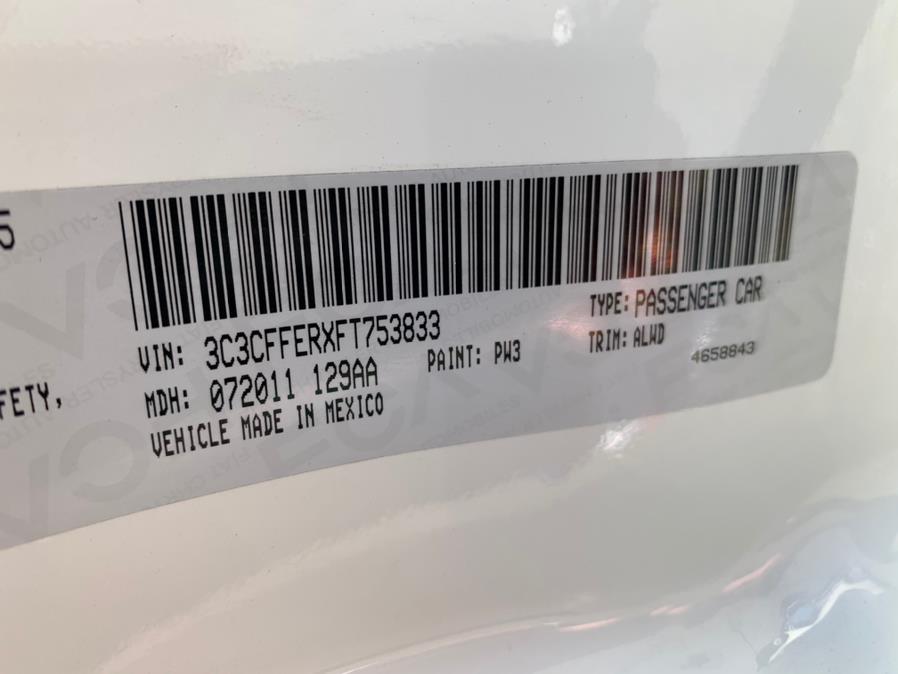 5
FETY,
VIN: 3C3CFFERXFT753833
TYPE: PASSENGER CAR
MDH: 072011 129AA
PAINT: PW3
TRIM: ALWD
VEHICLE MADE IN MEXICO
4658843